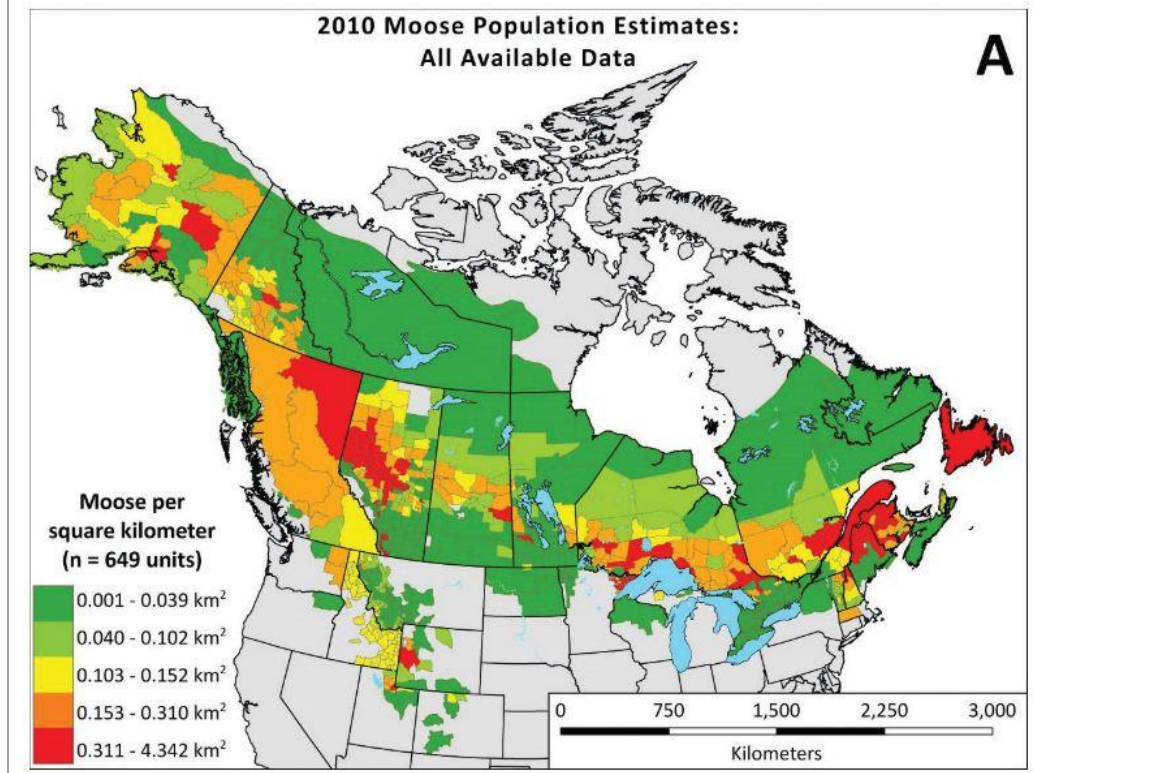 2010 Moose Population Estimates:
All Available Data
A
Moose per
square kilometer
(n = 649 units)
0.001 - 0.039 km²
0.040 - 0.102 km²
0.103 - 0.152 km²
0.153 - 0.310 km²
0.311 - 4.342 km²
0 750 1,500 2,250 3,000
Kilometers